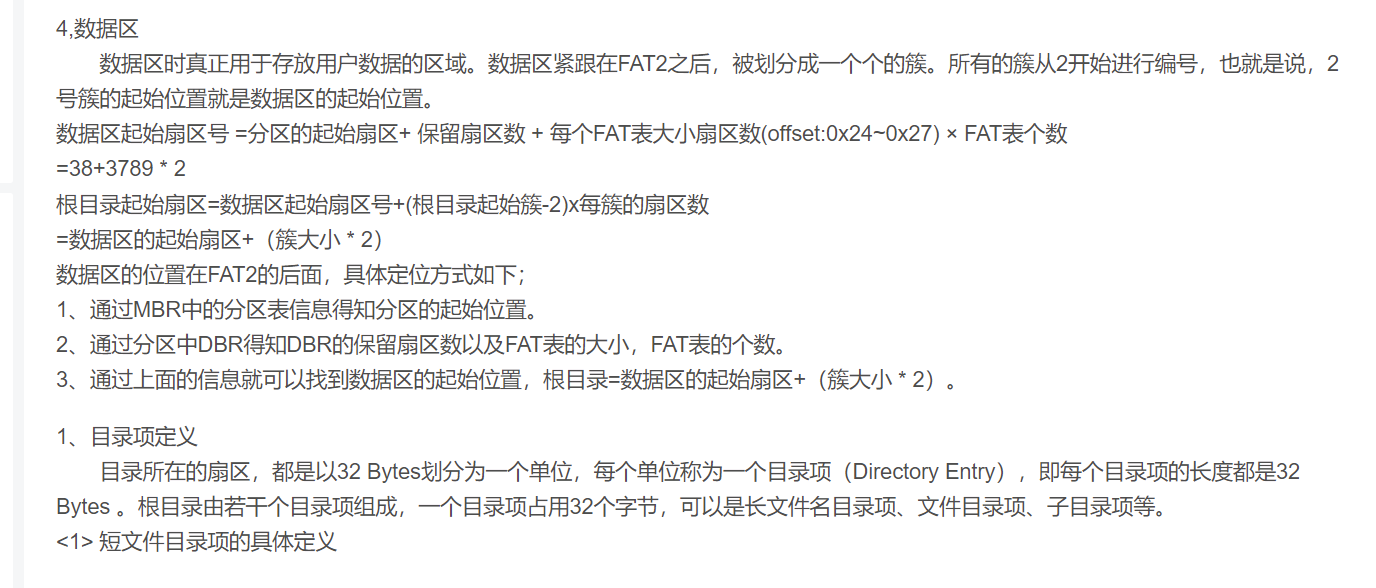 4,数据区
数据区时真正用于存放用户数据的区域。数据区紧跟在FAT2之后，被划分成一个个的簇。所有的簇从2开始进行编号，也就是说，2
号簇的起始位置就是数据区的起始位置。
数据区起始扇区号 =分区的起始扇区+ 保留扇区数 + 每个FAT表大小扇区数(offset:0x24~0x27) × FAT表个数
=38+3789 * 2
根目录起始扇区=数据区起始扇区号+(根目录起始簇-2)x每簇的扇区数
=数据区的起始扇区+（簇大小 * 2）
数据区的位置在FAT2的后面，具体定位方式如下；
1、通过MBR中的分区表信息得知分区的起始位置。
2、通过分区中DBR得知DBR的保留扇区数以及FAT表的大小，FAT表的个数。
3、通过上面的信息就可以找到数据区的起始位置，根目录=数据区的起始扇区+（簇大小 * 2）。
1、目录项定义
目录所在的扇区，都是以32 Bytes划分为一个单位，每个单位称为一个目录项（Directory Entry），即每个目录项的长度都是32
Bytes 。根目录由若干个目录项组成，一个目录项占用32个字节，可以是长文件名目录项、文件目录项、子目录项等。
<1> 短文件目录项的具体定义